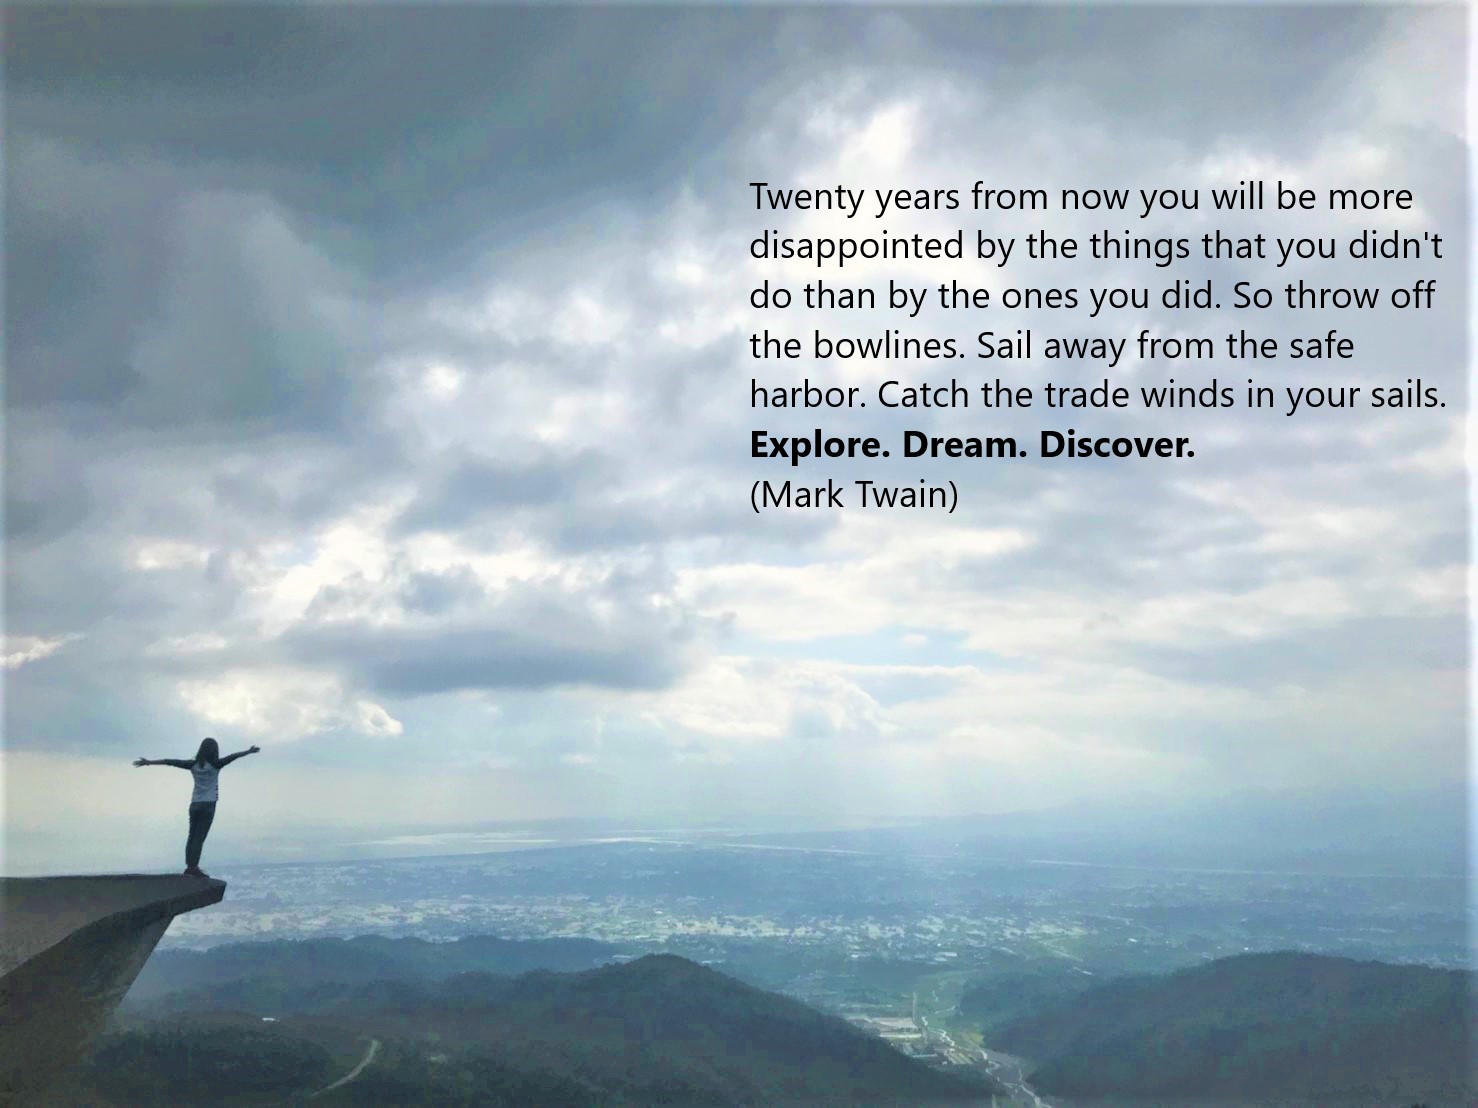 Twenty years from now you will be more
disappointed by the things that you didn't
do than by the ones you did. So throw off
the bowlines. Sail away from the safe
harbor. Catch the trade winds in your sails.
Explore. Dream. Discover.
(Mark Twain)